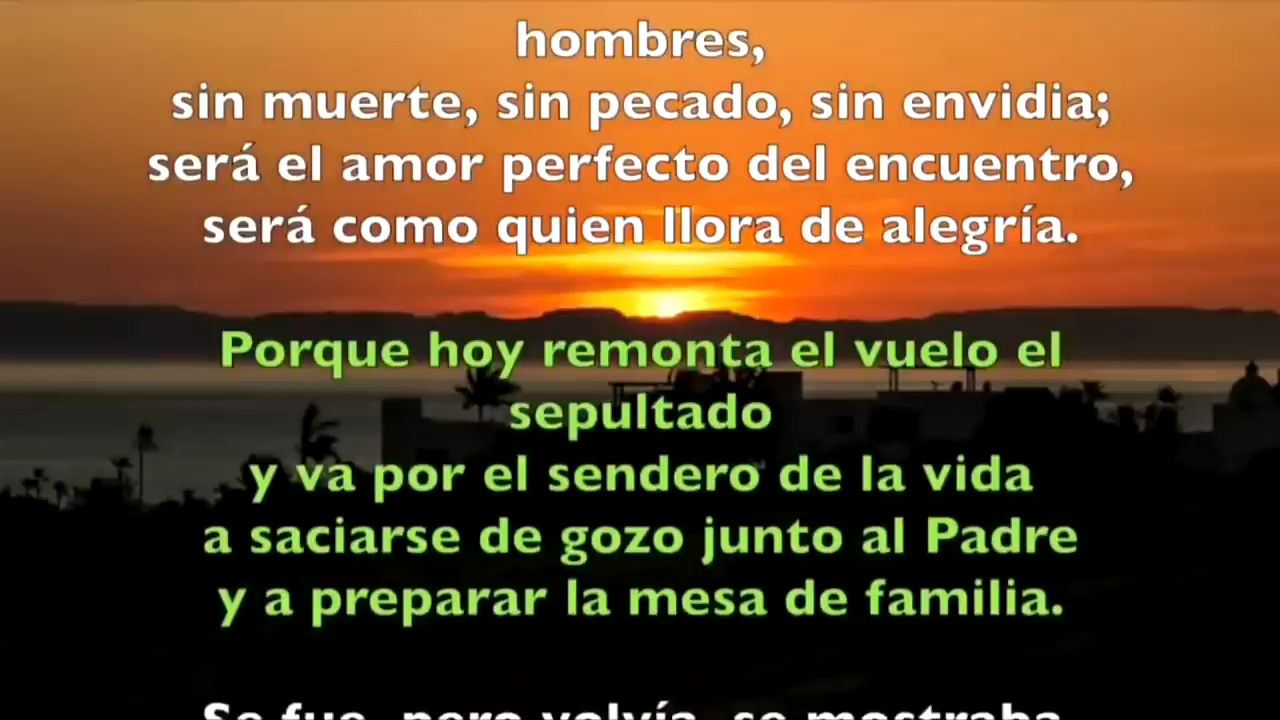 hombres,
sin muerte, sin pecado, sin envidia;
será el amor perfecto del encuentro,
será como quien llora de alegría.
Porque hoy remonta el vuelo el
sepultado
y va por el sendero de la vida
a saciarse de gozo junto al Padre
y a preparar la mesa de familia.
Se fue, pero volvía, se mostraba,